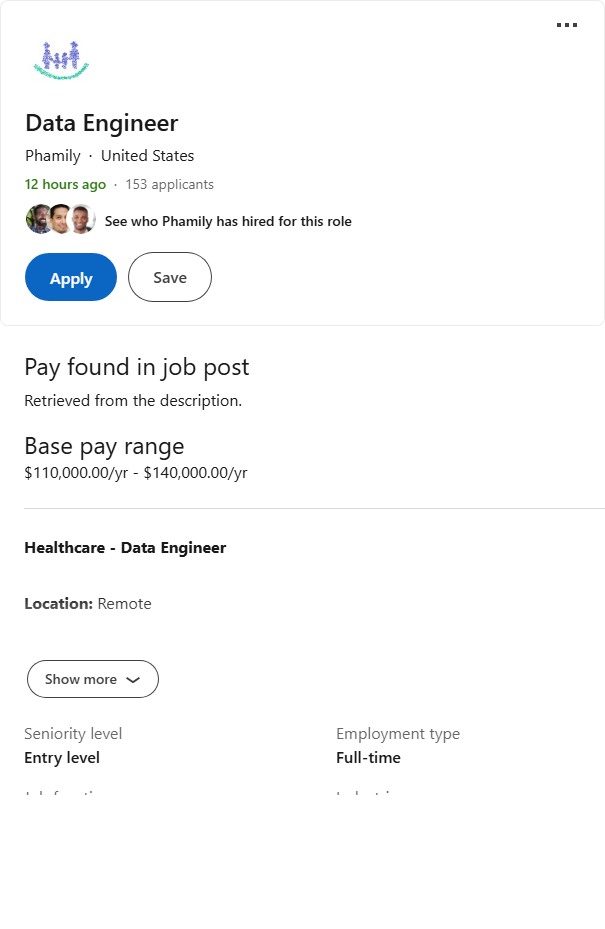 Data Engineer
Phamily · United States
12 hours ago · 153 applicants
See who Phamily has hired for this role
Apply
Save
Pay found in job post
Retrieved from the description.
Base pay range
$110,000.00/yr - $140,000.00/yr
Healthcare - Data Engineer
Location: Remote
Show more
Seniority level
Entry level
Employment type
Full-time